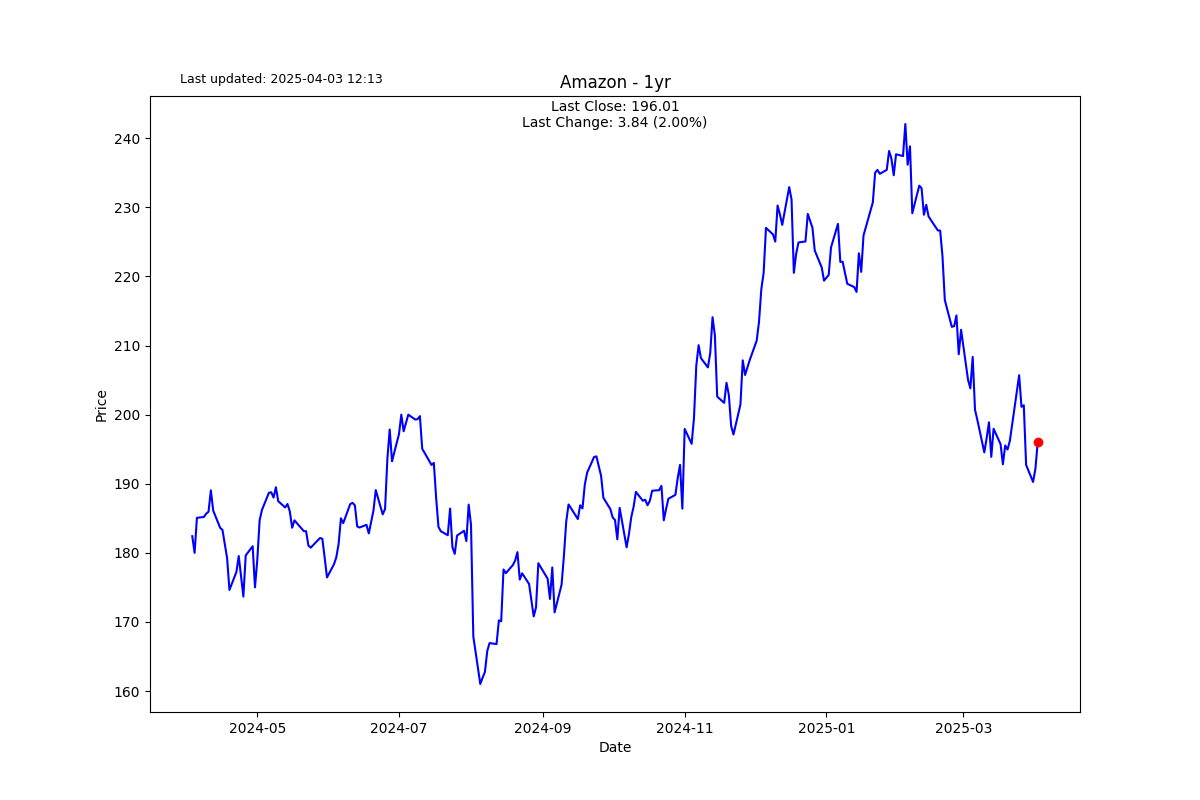 Last updated: 2025-04-03 12:13
Amazon - 1yr
Last Close: 196.01
Last Change: 3.84 (2.00%)
240
230
220
210
200
190
180
170
160
Price
2024-05
2024-07
2024-09
2024-11
2025-01
2025-03
Date